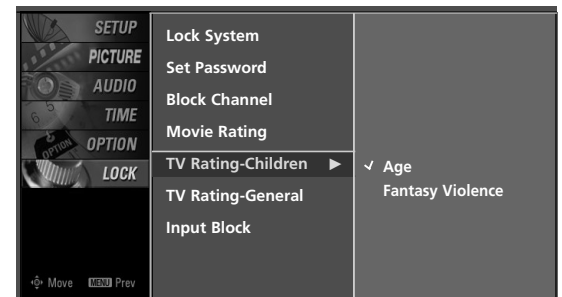 SETUP
PICTURE
AUDIO
TIME
OPTION
LOCK
Move MENU Prev
Lock System
Set Password
Block Channel
Movie Rating
TV Rating-Children ▶
TV Rating-General
Input Block
✓ Age
Fantasy Violence